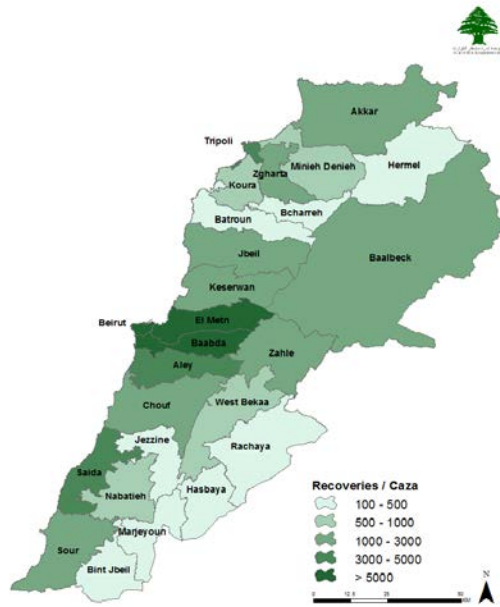 Akkar
Tripoli
Hermel
Minieh Denieh
Zgharta
Koura
Bcharreh
Batroun
Jbeil
Baalbeck
Keserwan
El Metn
Beirut
Baabda
Zahle
Aley
West Bekaa
Chouf
Jezzine
Rachaya
Saida
Nabatieh
Hasbaya
Marjeyoun
Sour
Bint Jbeil
Recoveries / Caza
100 - 500
500 - 1000
1000 - 3000
3000 - 5000
> 5000
N